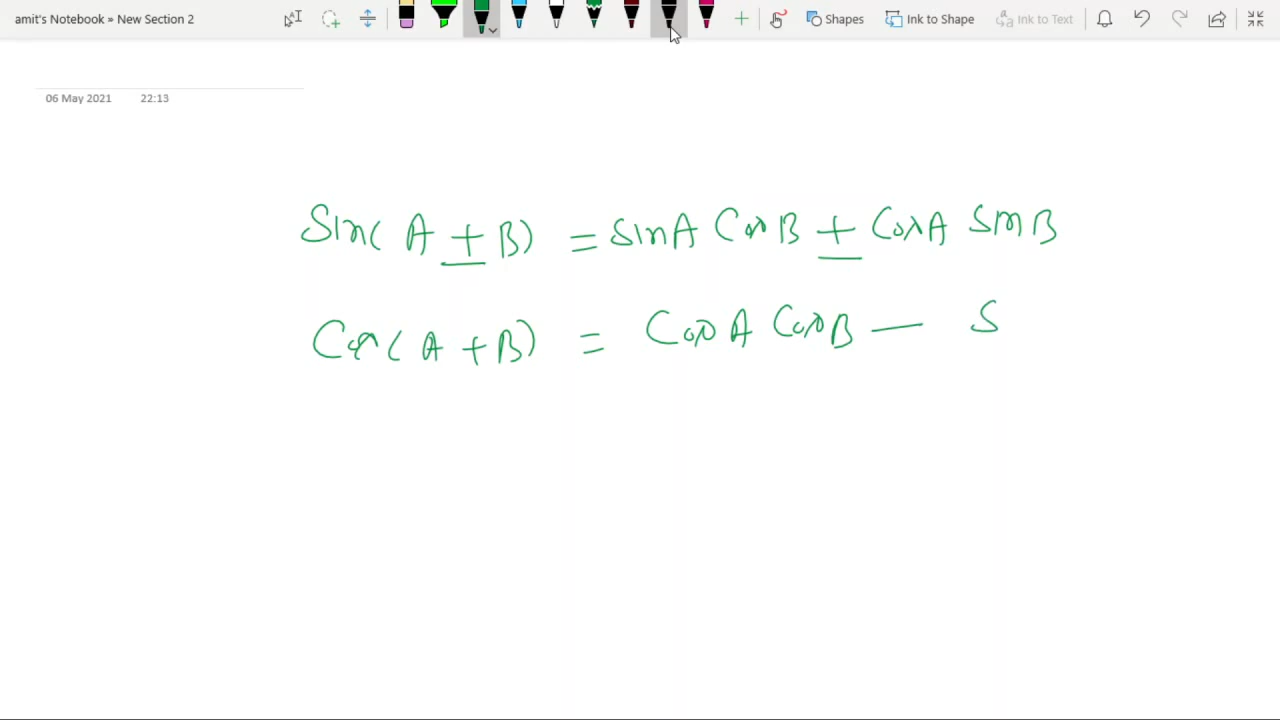 amit's Notebook » New Section 2 Shapes Ink to Shape Ink to Text
06 May 2021 22:13
Sin(A + B) = SinA CosB + CosA SinB
Cos(A + B) = CosA CosB — S